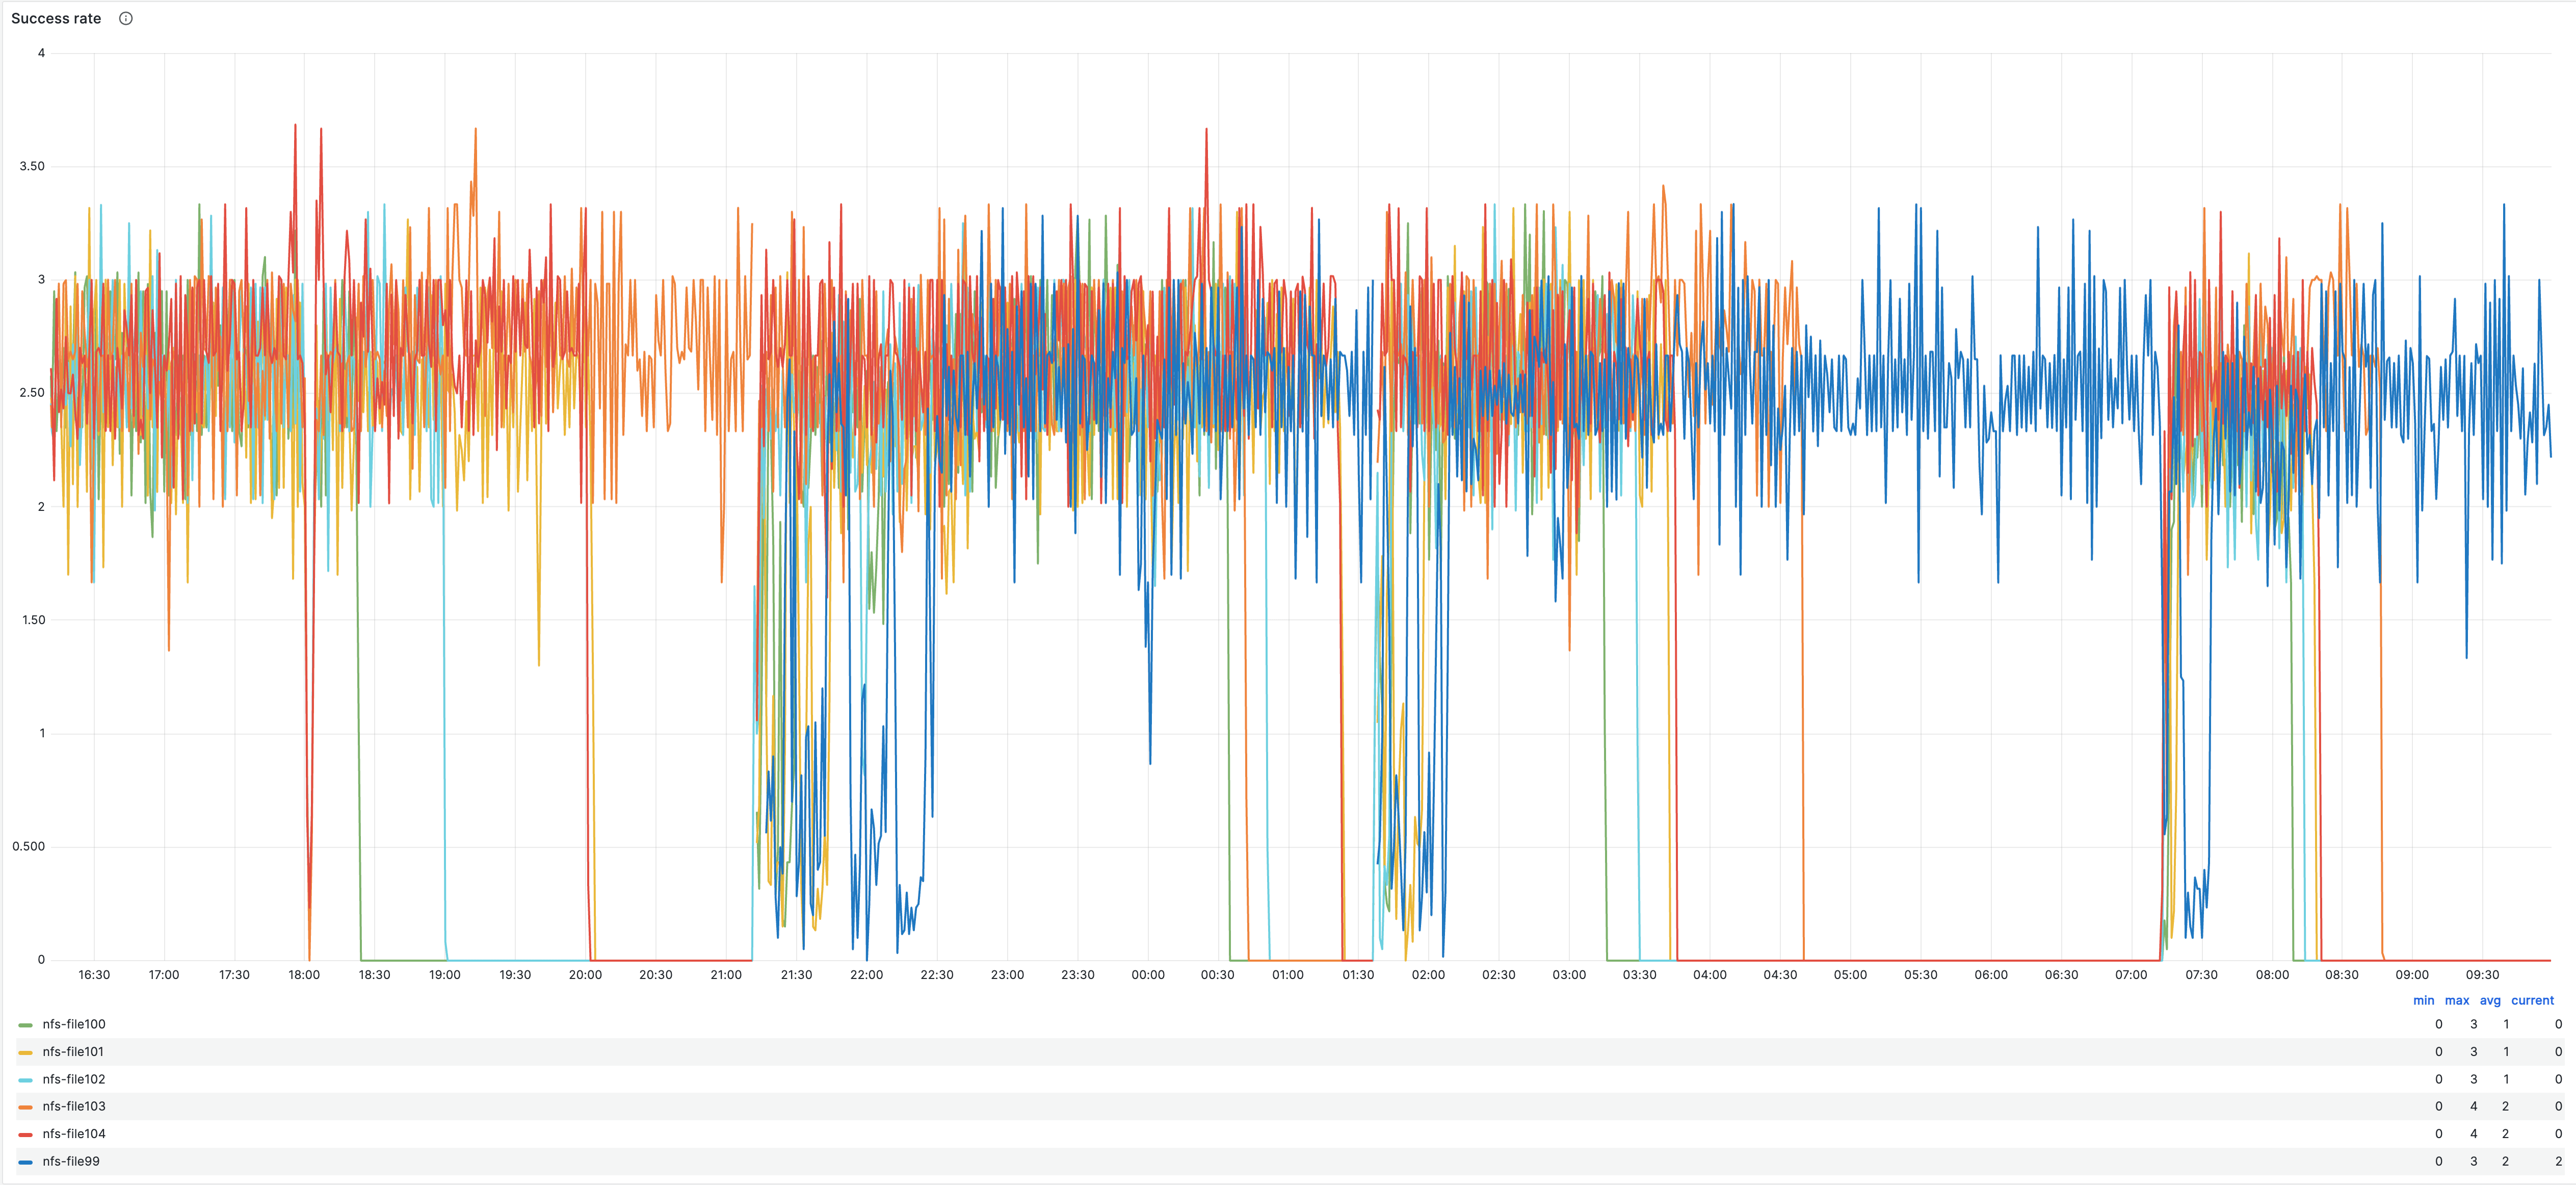 Success rate
4
3.50
3
2.50
2
1.50
1
0.500
0
16:30 17:00 17:30 18:00 18:30 19:00 19:30 20:00 20:30 21:00 21:30 22:00 22:30 23:00 23:30 00:00 00:30 01:00 01:30 02:00 02:30 03:00 03:30 04:00 04:30 05:00 05:30 06:00 06:30 07:00 07:30 08:00 08:30 09:00 09:30
min max avg current
nfs-file100 0 3 1 0
nfs-file101 0 3 1 0
nfs-file102 0 3 1 0
nfs-file103 0 4 2 0
nfs-file104 0 4 2 0
nfs-file99 0 3 2 2